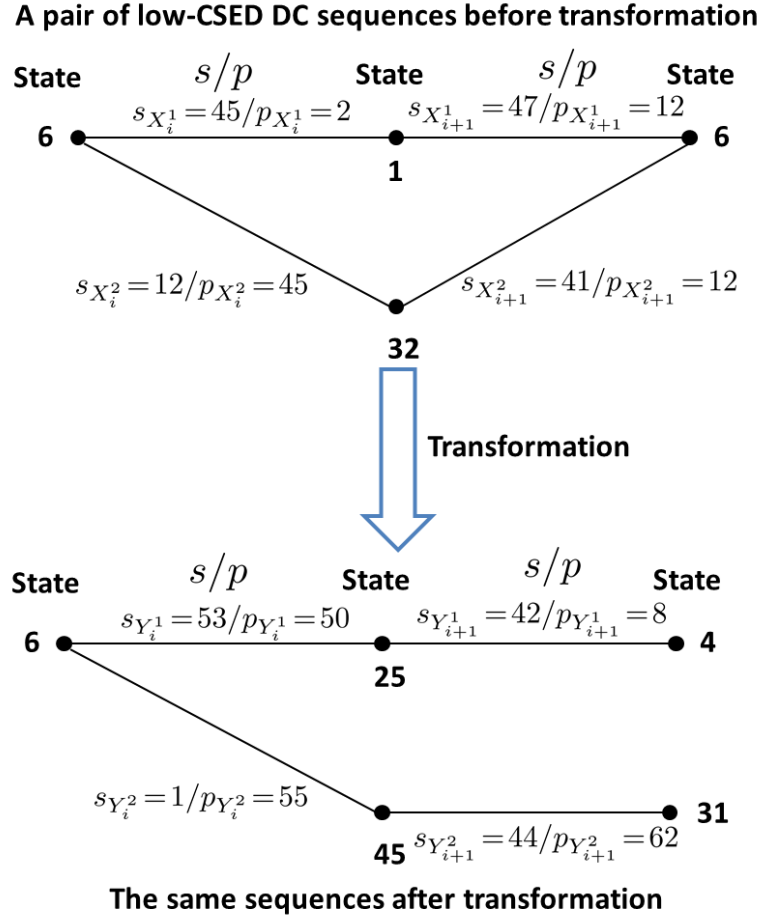 A pair of low-CSED DC sequences before transformation
State s/p State s/p State
s_{X_i^1}=45/p_{X_i^1}=2 s_{X_{i+1}^1}=47/p_{X_{i+1}^1}=12
6 6
1
s_{X_i^2}=12/p_{X_i^2}=45 s_{X_{i+1}^2}=41/p_{X_{i+1}^2}=12
32
Transformation
State s/p State s/p State
s_{Y_i^1}=53/p_{Y_i^1}=50 s_{Y_{i+1}^1}=42/p_{Y_{i+1}^1}=8
6 4
25
s_{Y_i^2}=1/p_{Y_i^2}=55 31
45 s_{Y_{i+1}^2}=44/p_{Y_{i+1}^2}=62
The same sequences after transformation